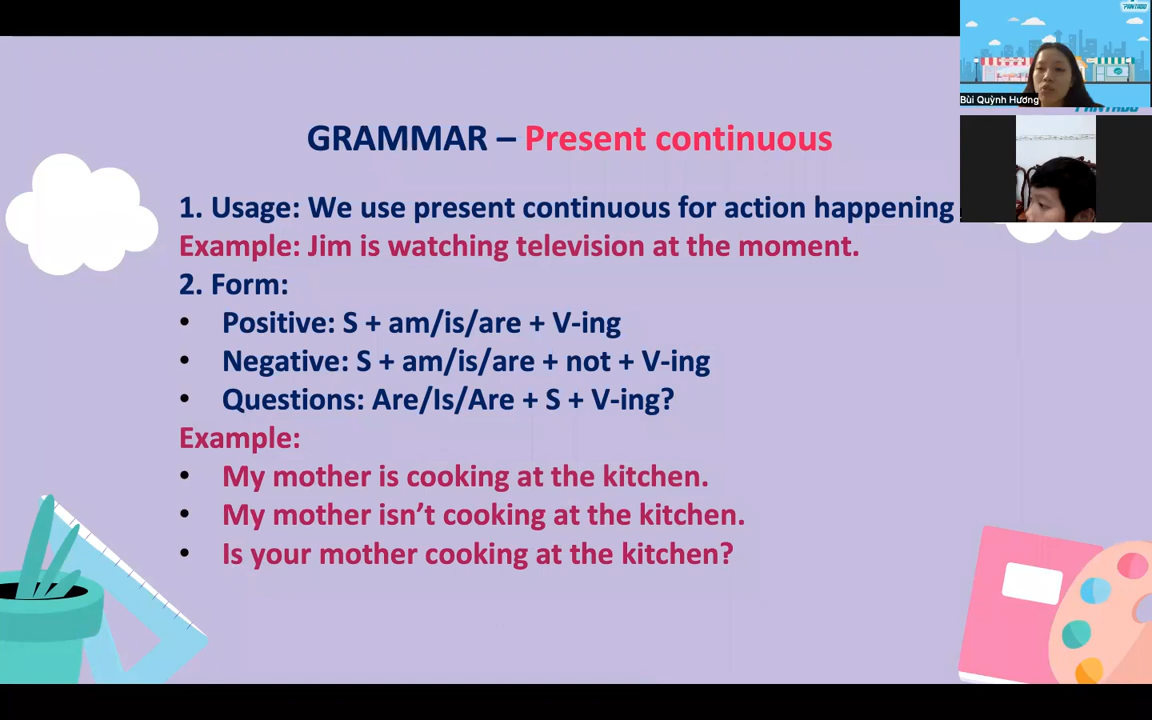 PANTADO
Bùi Quỳnh Hương
GRAMMAR – Present continuous
1. Usage: We use present continuous for action happening
Example: Jim is watching television at the moment.
2. Form:
• Positive: S + am/is/are + V-ing
• Negative: S + am/is/are + not + V-ing
• Questions: Are/Is/Are + S + V-ing?
Example:
• My mother is cooking at the kitchen.
• My mother isn’t cooking at the kitchen.
• Is your mother cooking at the kitchen?